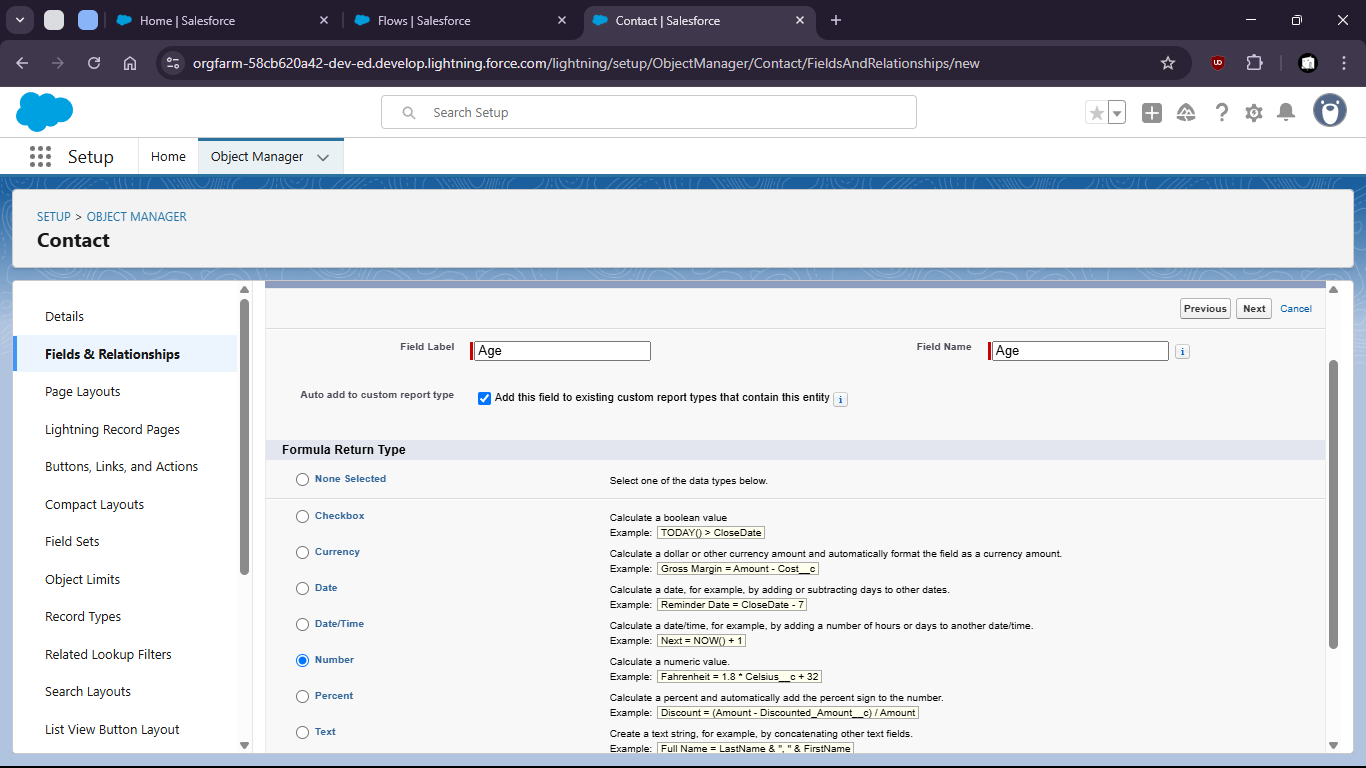 Home | Salesforce
Flows | Salesforce
Contact | Salesforce
orgfarm-58cb620a42-dev-ed.develop.lightning.force.com/lightning/setup/ObjectManager/Contact/FieldsAndRelationships/new
Search Setup
Setup
Home
Object Manager
SETUP > OBJECT MANAGER
Contact
Details
Fields & Relationships
Page Layouts
Lightning Record Pages
Buttons, Links, and Actions
Compact Layouts
Field Sets
Object Limits
Record Types
Related Lookup Filters
Search Layouts
List View Button Layout
Previous Next Cancel
Field Label Age
Field Name Age
Auto add to custom report type
Add this field to existing custom report types that contain this entity
Formula Return Type
None Selected
Select one of the data types below.
Checkbox
Calculate a boolean value
Example: TODAY() > CloseDate
Currency
Calculate a dollar or other currency amount and automatically format the field as a currency amount.
Example: Gross Margin = Amount - Cost__c
Date
Calculate a date, for example, by adding or subtracting days to other dates.
Example: Reminder Date = CloseDate - 7
Date/Time
Calculate a date/time, for example, by adding a number of hours or days to another date/time.
Example: Next = NOW() + 1
Number
Calculate a numeric value.
Example: Fahrenheit = 1.8 * Celsius__c + 32
Percent
Calculate a percent and automatically add the percent sign to the number.
Example: Discount = (Amount - Discounted_Amount__c) / Amount
Text
Create a text string, for example, by concatenating other text fields.
Example: Full Name = LastName & ", " & FirstName